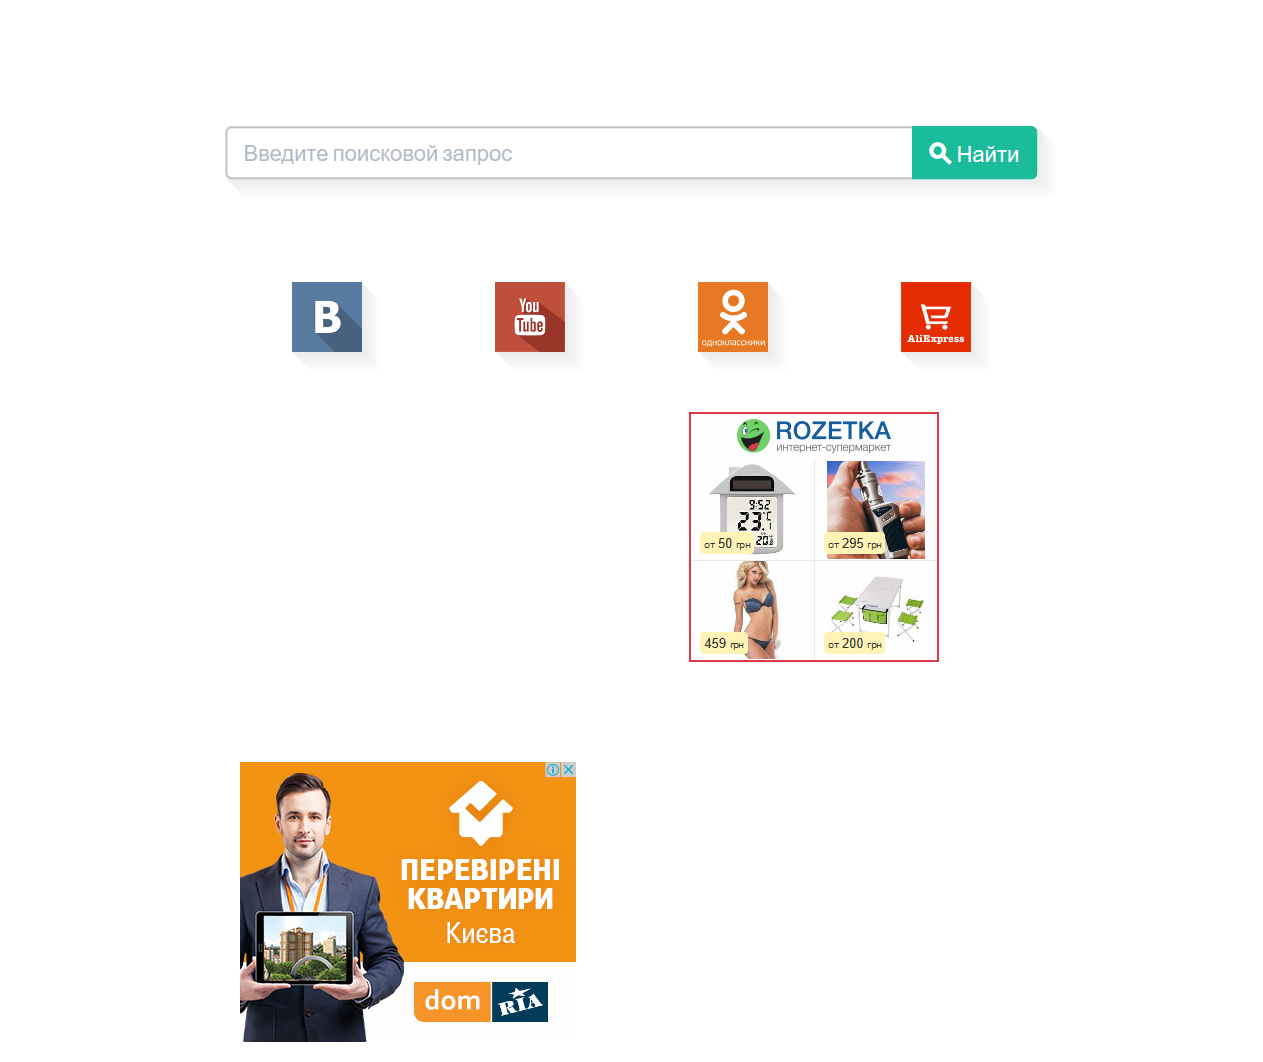 Введите поисковой запрос
Найти
В
You
Tube
одноклассники
AliExpress
ROZETKA
интернет-супермаркет
9:52
23.1 °C
20.8
от 50 грн
от 295 грн
459 грн
от 200 грн
ПЕРЕВІРЕНІ
КВАРТИРИ
Києва
dom RIA